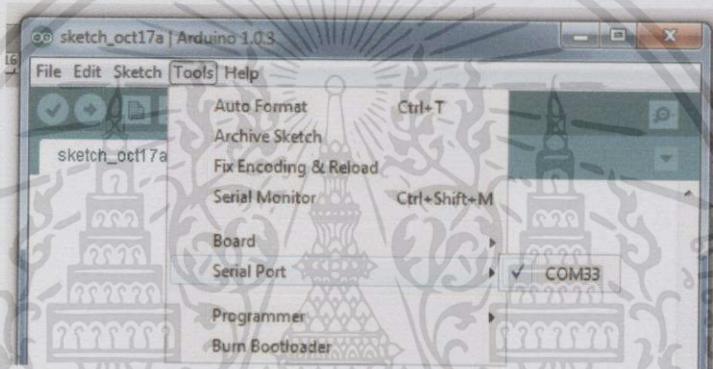 sketch_oct17a | Arduino 1.0.3
File Edit Sketch Tools Help
Auto Format Ctrl+T
Archive Sketch
sketch_oct17a
Fix Encoding & Reload
Serial Monitor Ctrl+Shift+M
Board
Serial Port
COM33
Programmer
Burn Bootloader